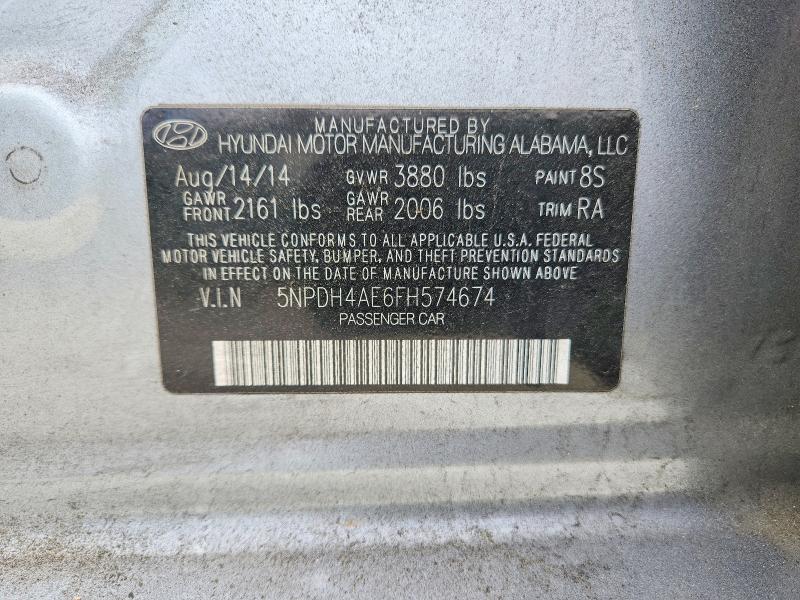 MANUFACTURED BY
HYUNDAI MOTOR MANUFACTURING ALABAMA, LLC
Aug/14/14 GVWR 3880 lbs PAINT 8S
GAWR FRONT 2161 lbs GAWR REAR 2006 lbs TRIM RA
THIS VEHICLE CONFORMS TO ALL APPLICABLE U.S.A. FEDERAL
MOTOR VEHICLE SAFETY, BUMPER, AND THEFT PREVENTION STANDARDS
IN EFFECT ON THE DATE OF MANUFACTURE SHOWN ABOVE.
V.I.N 5NPDH4AE6FH574674
PASSENGER CAR